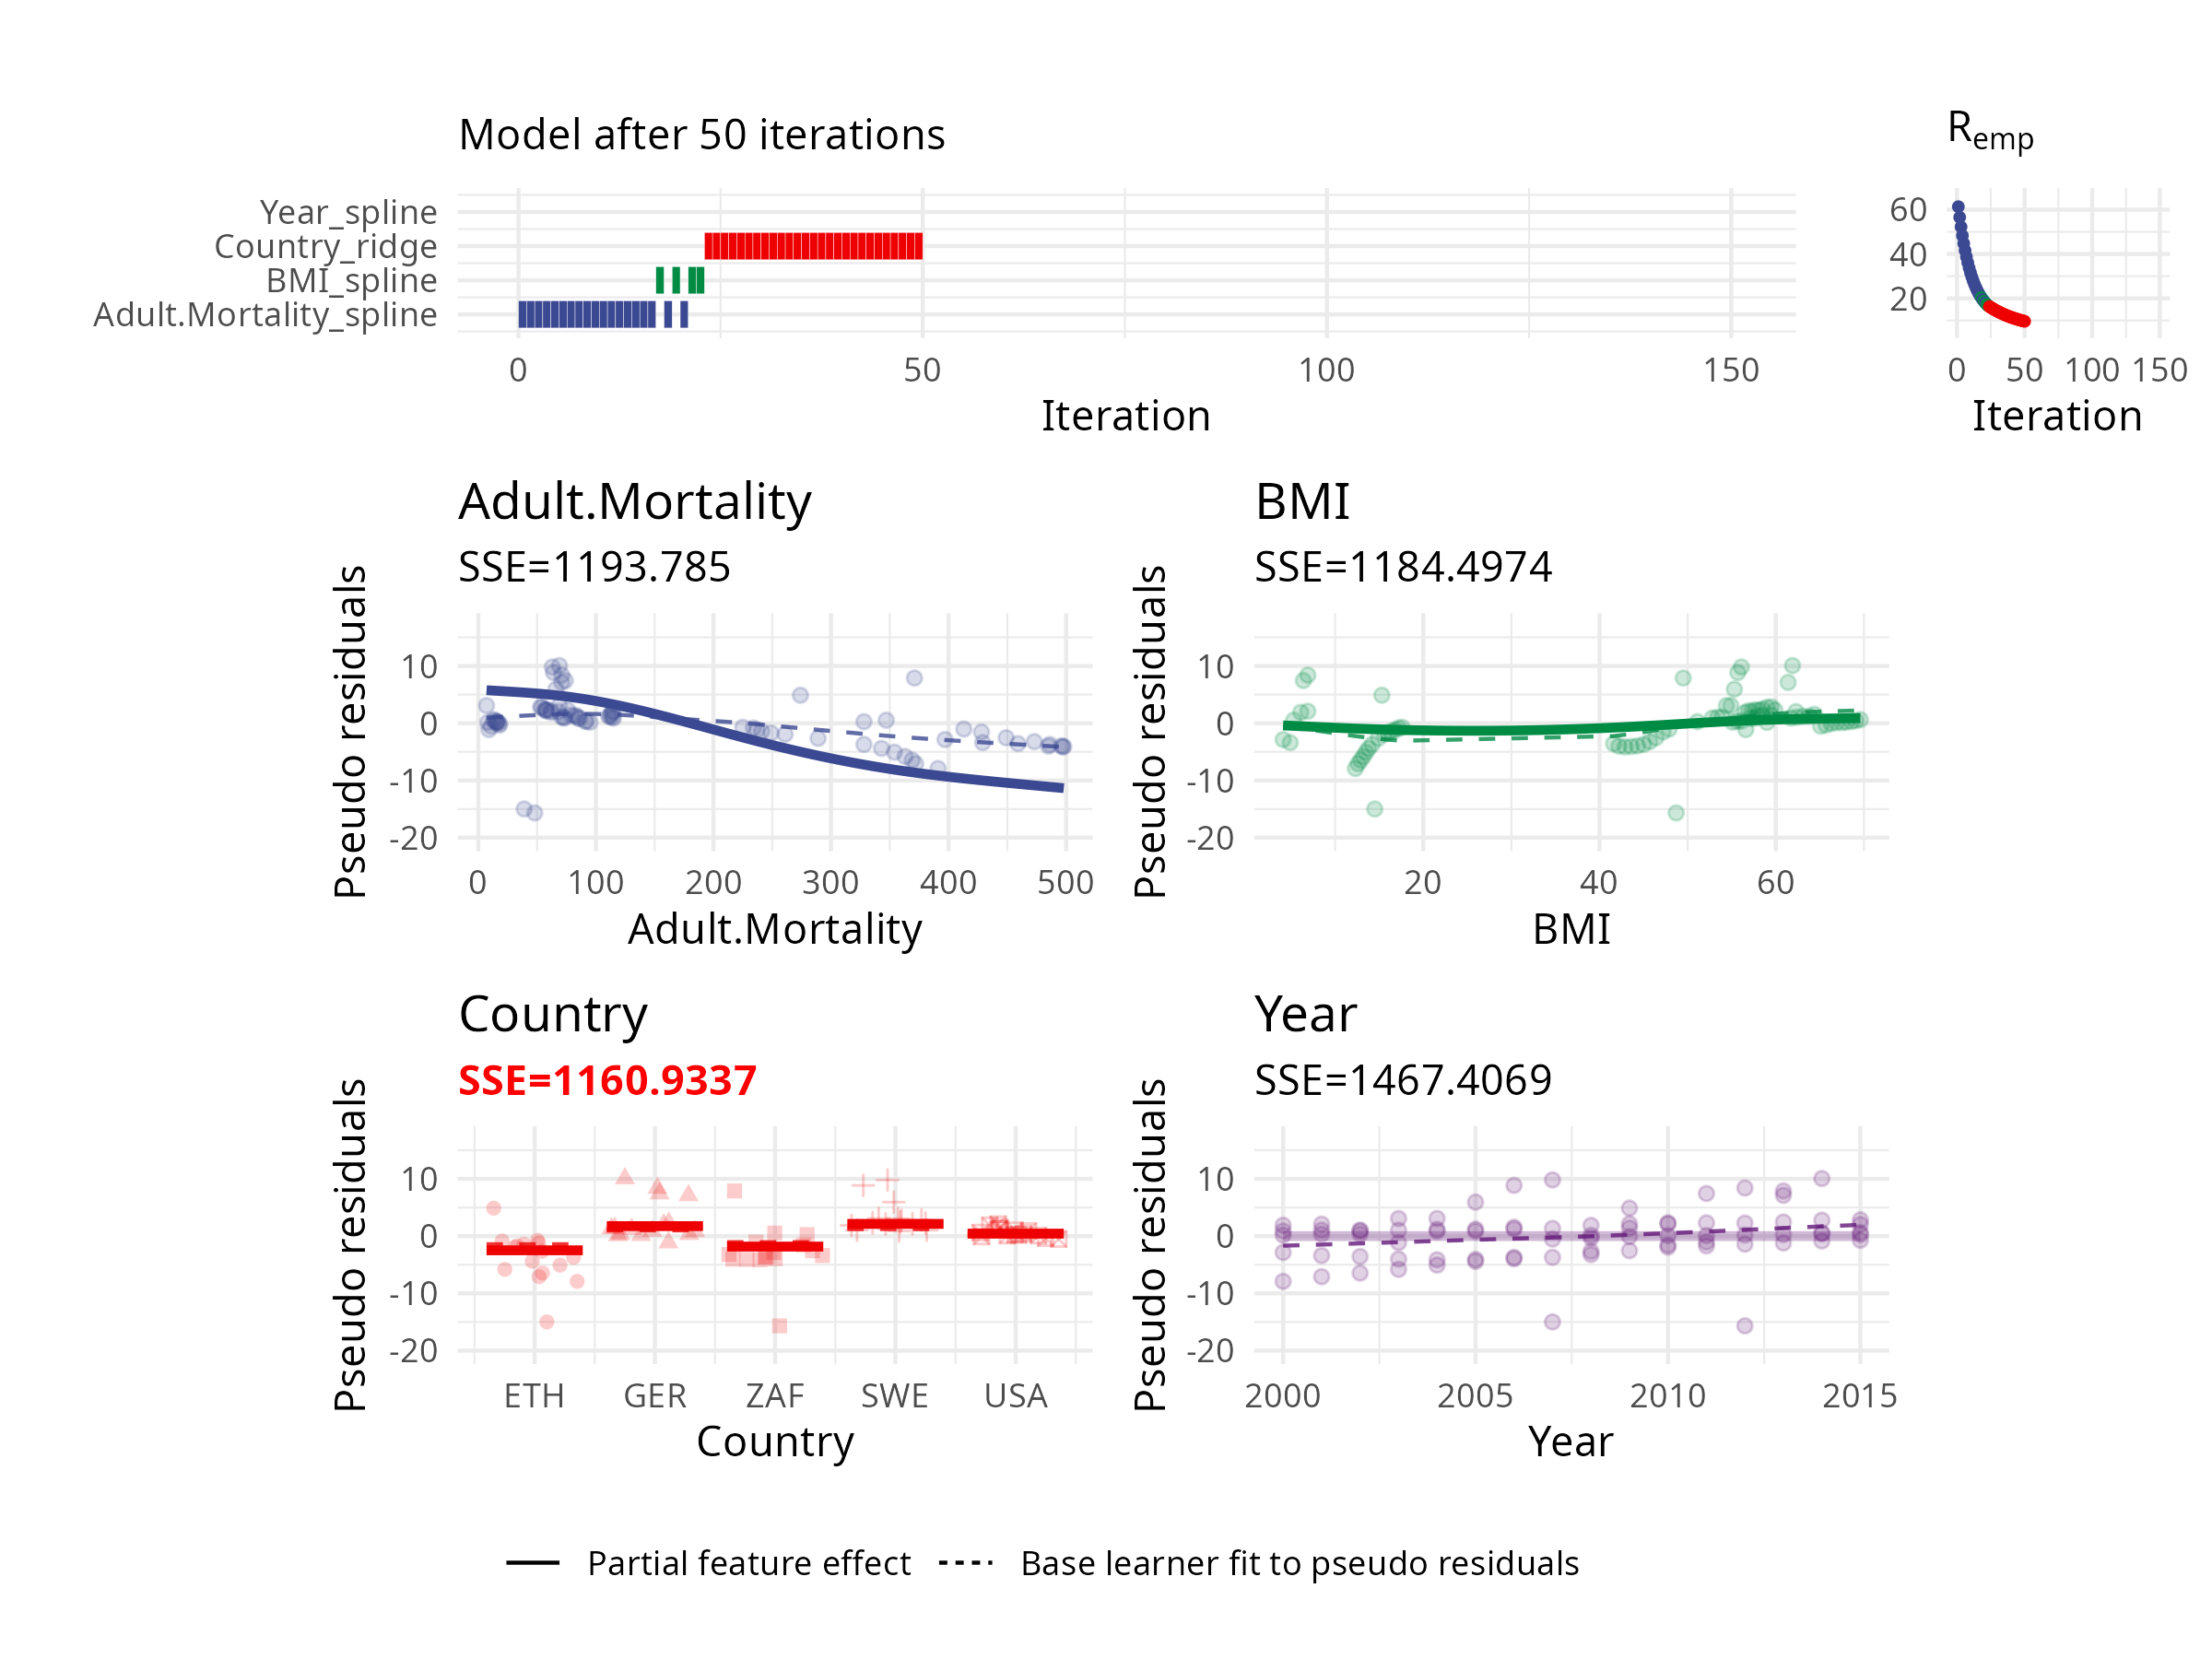 Model after 50 iterations
R_emp
Year_spline
Country_ridge
BMI_spline
Adult.Mortality_spline
0 50 100 150
Iteration
60
40
20
0 50 100 150
Iteration
Adult.Mortality
SSE=1193.785
Pseudo residuals
10
0
-10
-20
0 100 200 300 400 500
Adult.Mortality
BMI
SSE=1184.4974
Pseudo residuals
10
0
-10
-20
20 40 60
BMI
Country
SSE=1160.9337
Pseudo residuals
10
0
-10
-20
ETH GER ZAF SWE USA
Country
Year
SSE=1467.4069
Pseudo residuals
10
0
-10
-20
2000 2005 2010 2015
Year
Partial feature effect Base learner fit to pseudo residuals